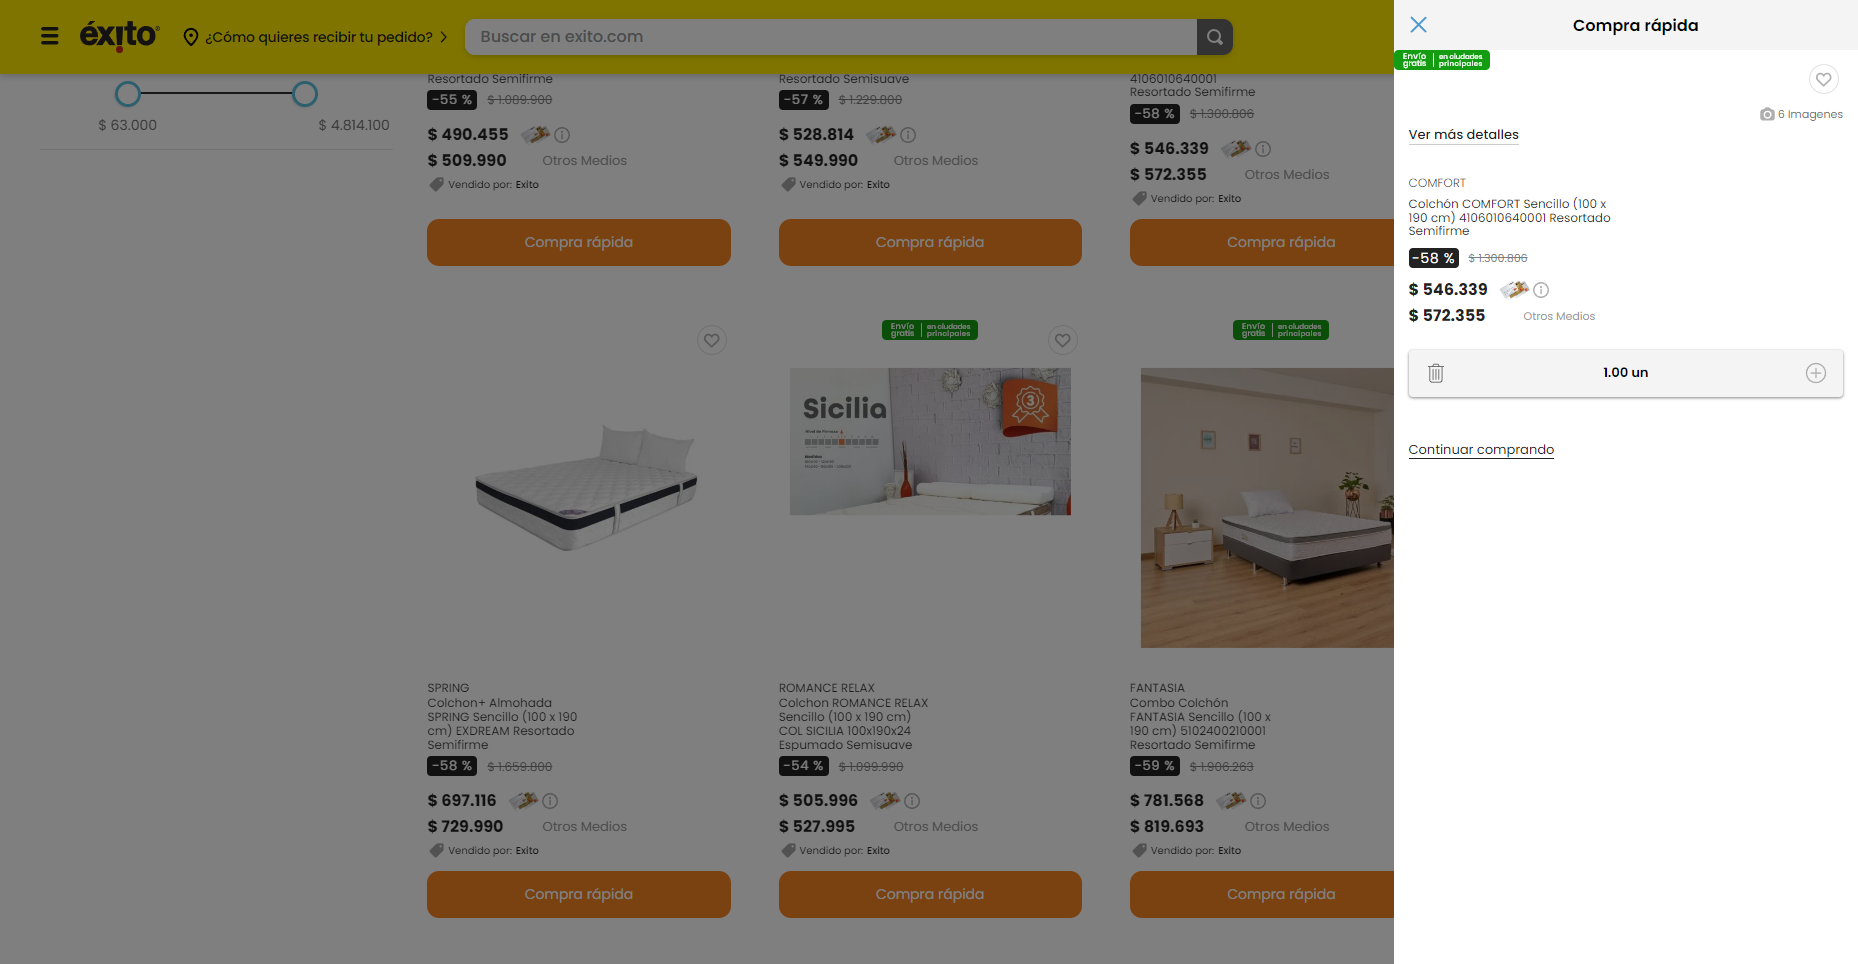 éxito
¿Cómo quieres recibir tu pedido?
Buscar en exito.com
$ 63.000
$ 4.814.100
Resortado Semifirme
-55 % $ 1.089.900
$ 490.455
$ 509.990 Otros Medios
Vendido por: Exito
Compra rápida
Resortado Semisuave
-57 % $ 1.229.800
$ 528.814
$ 549.990 Otros Medios
Vendido por: Exito
Compra rápida
4106010640001
Resortado Semifirme
-58 % $ 1.300.806
$ 546.339
$ 572.355 Otros Medios
Vendido por: Exito
Compra rápida
SPRING
Colchon+ Almohada
SPRING Sencillo (100 x 190
cm) EXDREAM Resortado
Semifirme
-58 % $ 1.659.800
$ 697.116
$ 729.990 Otros Medios
Vendido por: Exito
Compra rápida
Envío gratis en ciudades principales
Sicilia
3
ROMANCE RELAX
Colchon ROMANCE RELAX
Sencillo (100 x 190 cm)
COL SICILIA 100x190x24
Espumado Semisuave
-54 % $ 1.099.990
$ 505.996
$ 527.995 Otros Medios
Vendido por: Exito
Compra rápida
Envío gratis en ciudades principales
FANTASIA
Combo Colchón
FANTASIA Sencillo (100 x
190 cm) 5102400210001
Resortado Semifirme
-59 % $ 1.906.263
$ 781.568
$ 819.693 Otros Medios
Vendido por: Exito
Compra rápida
Compra rápida
Envío gratis en ciudades principales
6 Imagenes
Ver más detalles
COMFORT
Colchón COMFORT Sencillo (100 x
190 cm) 4106010640001 Resortado
Semifirme
-58 % $ 1.300.806
$ 546.339
$ 572.355 Otros Medios
1.00 un
Continuar comprando